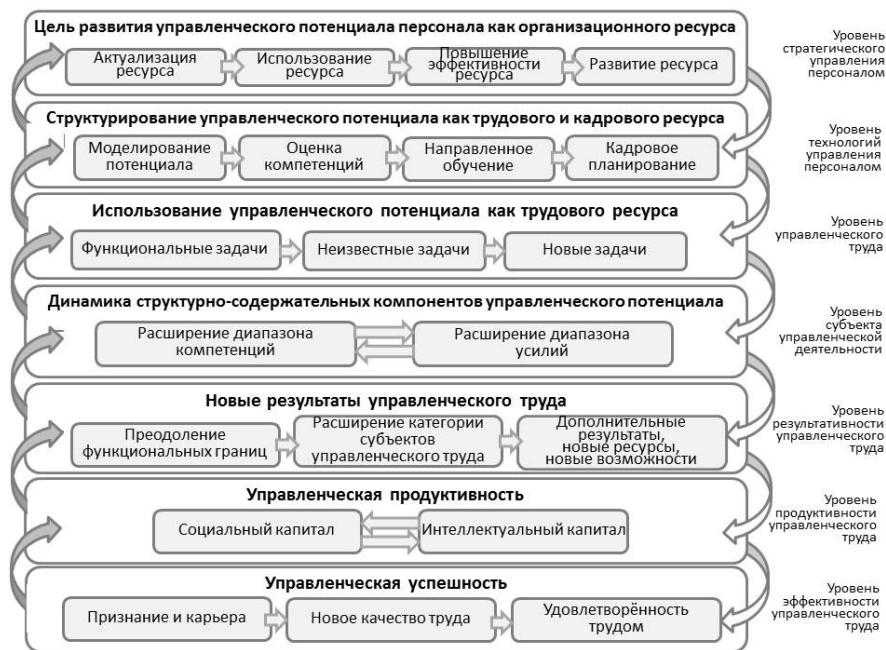 Цель развития управленческого потенциала персонала как организационного ресурса
Актуализация
ресурса
Использование
ресурса
Повышение
эффективности
ресурса
Развитие ресурса
Уровень
стратегического
управления
персоналом
Структурирование управленческого потенциала как трудового и кадрового ресурса
Моделирование
потенциала
Оценка
компетенций
Направленное
обучение
Кадровое
планирование
Уровень
технологий
управления
персоналом
Использование управленческого потенциала как трудового ресурса
Функциональные задачи
Неизвестные задачи
Новые задачи
Уровень
управленческого
труда
Динамика структурно-содержательных компонентов управленческого потенциала
Расширение диапазона
компетенций
Расширение диапазона
усилий
Уровень
субъекта
управленческой
деятельности
Новые результаты управленческого труда
Преодоление
функциональных границ
Расширение категории
субъектов
управленческого труда
Дополнительные
результаты,
новые ресурсы,
новые возможности
Уровень
результативности
управленческого
труда
Управленческая продуктивность
Социальный капитал
Интеллектуальный капитал
Уровень
продуктивности
управленческого
труда
Управленческая успешность
Признание и карьера
Новое качество труда
Удовлетворённость
трудом
Уровень
эффективности
управленческого
труда